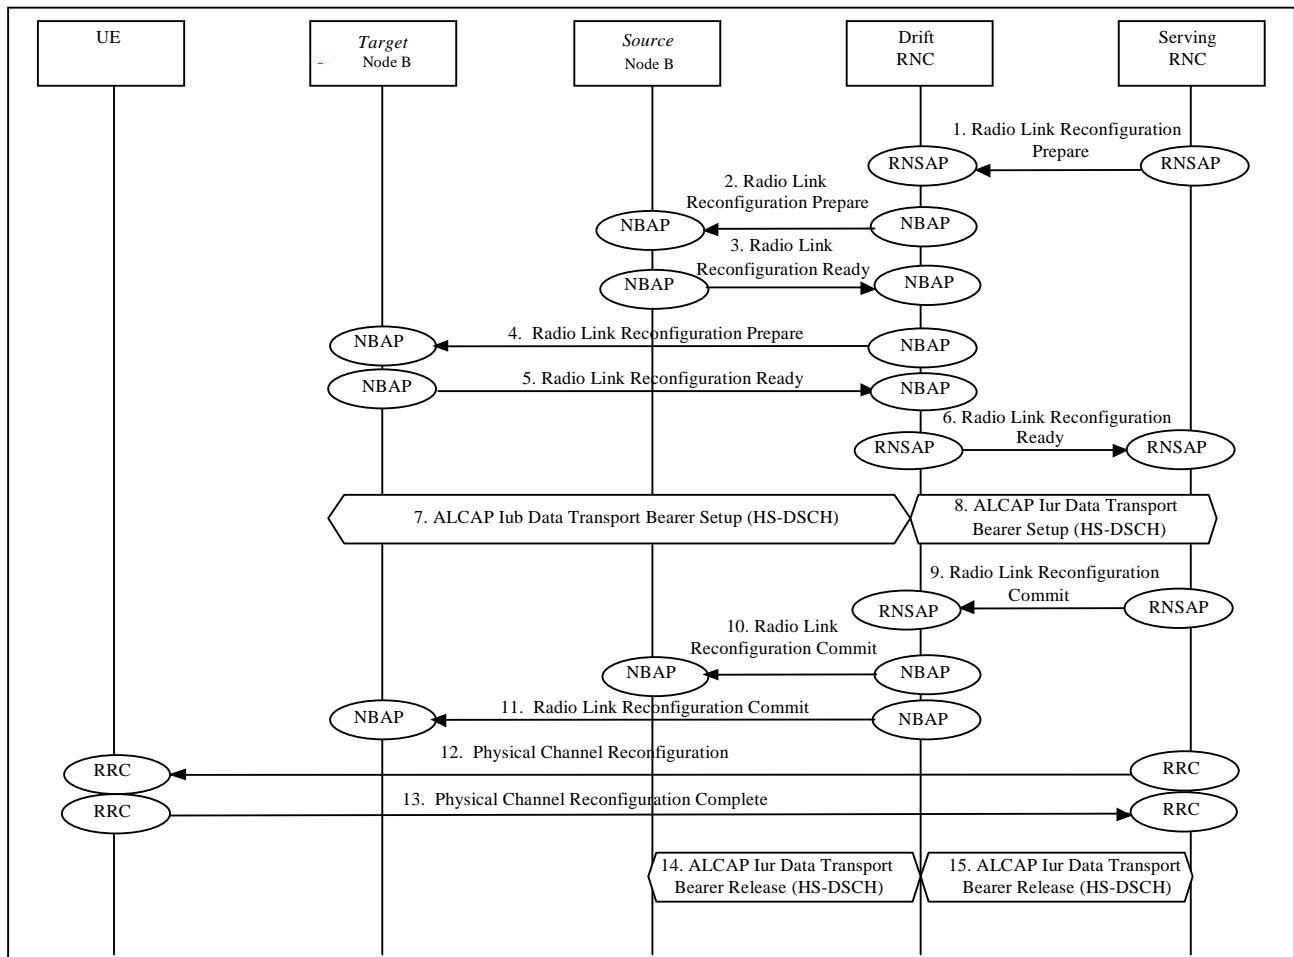 UE
Target
Node B
Source
Node B
Drift
RNC
Serving
RNC
1. Radio Link Reconfiguration
Prepare
RNSAP
RNSAP
2. Radio Link
Reconfiguration Prepare
NBAP
NBAP
3. Radio Link
Reconfiguration Ready
NBAP
NBAP
4. Radio Link Reconfiguration Prepare
NBAP
NBAP
5. Radio Link Reconfiguration Ready
NBAP
NBAP
6. Radio Link Reconfiguration
Ready
RNSAP
RNSAP
7. ALCAP Iub Data Transport Bearer Setup (HS-DSCH)
8. ALCAP Iur Data Transport
Bearer Setup (HS-DSCH)
9. Radio Link Reconfiguration
Commit
RNSAP
RNSAP
10. Radio Link
Reconfiguration Commit
NBAP
NBAP
11. Radio Link Reconfiguration Commit
NBAP
NBAP
12. Physical Channel Reconfiguration
RRC
RRC
13. Physical Channel Reconfiguration Complete
RRC
RRC
14. ALCAP Iur Data Transport
Bearer Release (HS-DSCH)
15. ALCAP Iur Data Transport
Bearer Release (HS-DSCH)